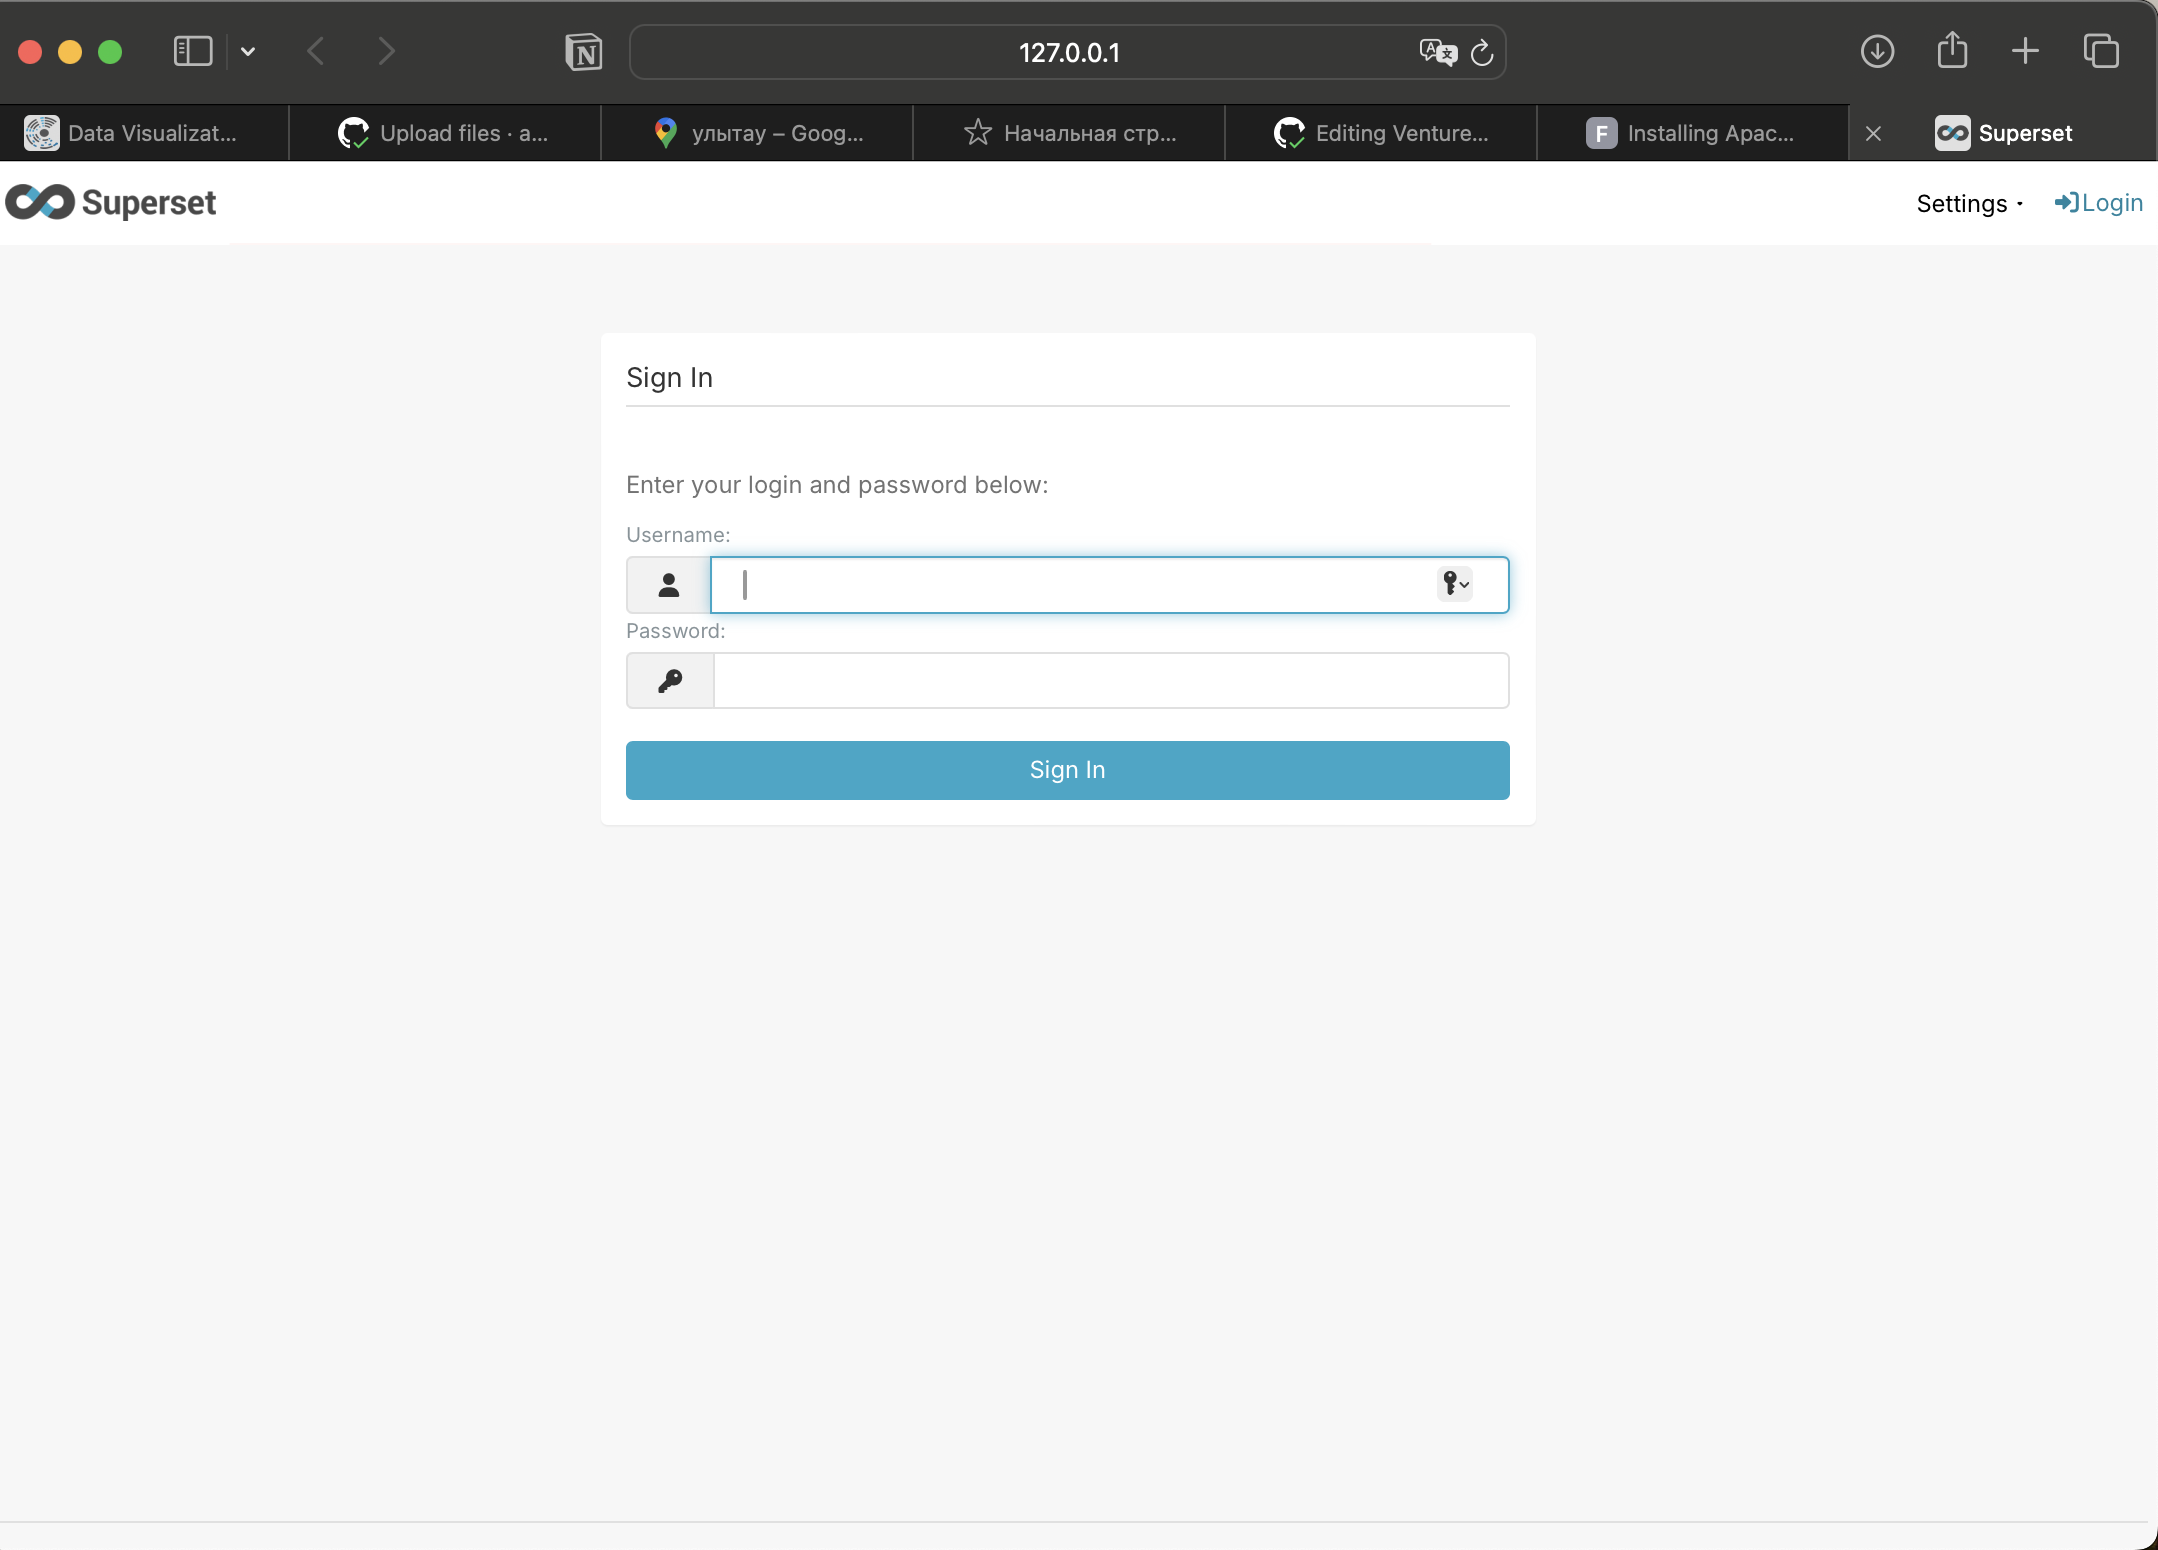 127.0.0.1
Data Visualizat...
Upload files · a...
улытау – Goog...
Начальная стр...
Editing Venture...
F
Installing Apac...
Superset
Superset
Settings
Login
Sign In
Enter your login and password below:
Username:
Password:
Sign In